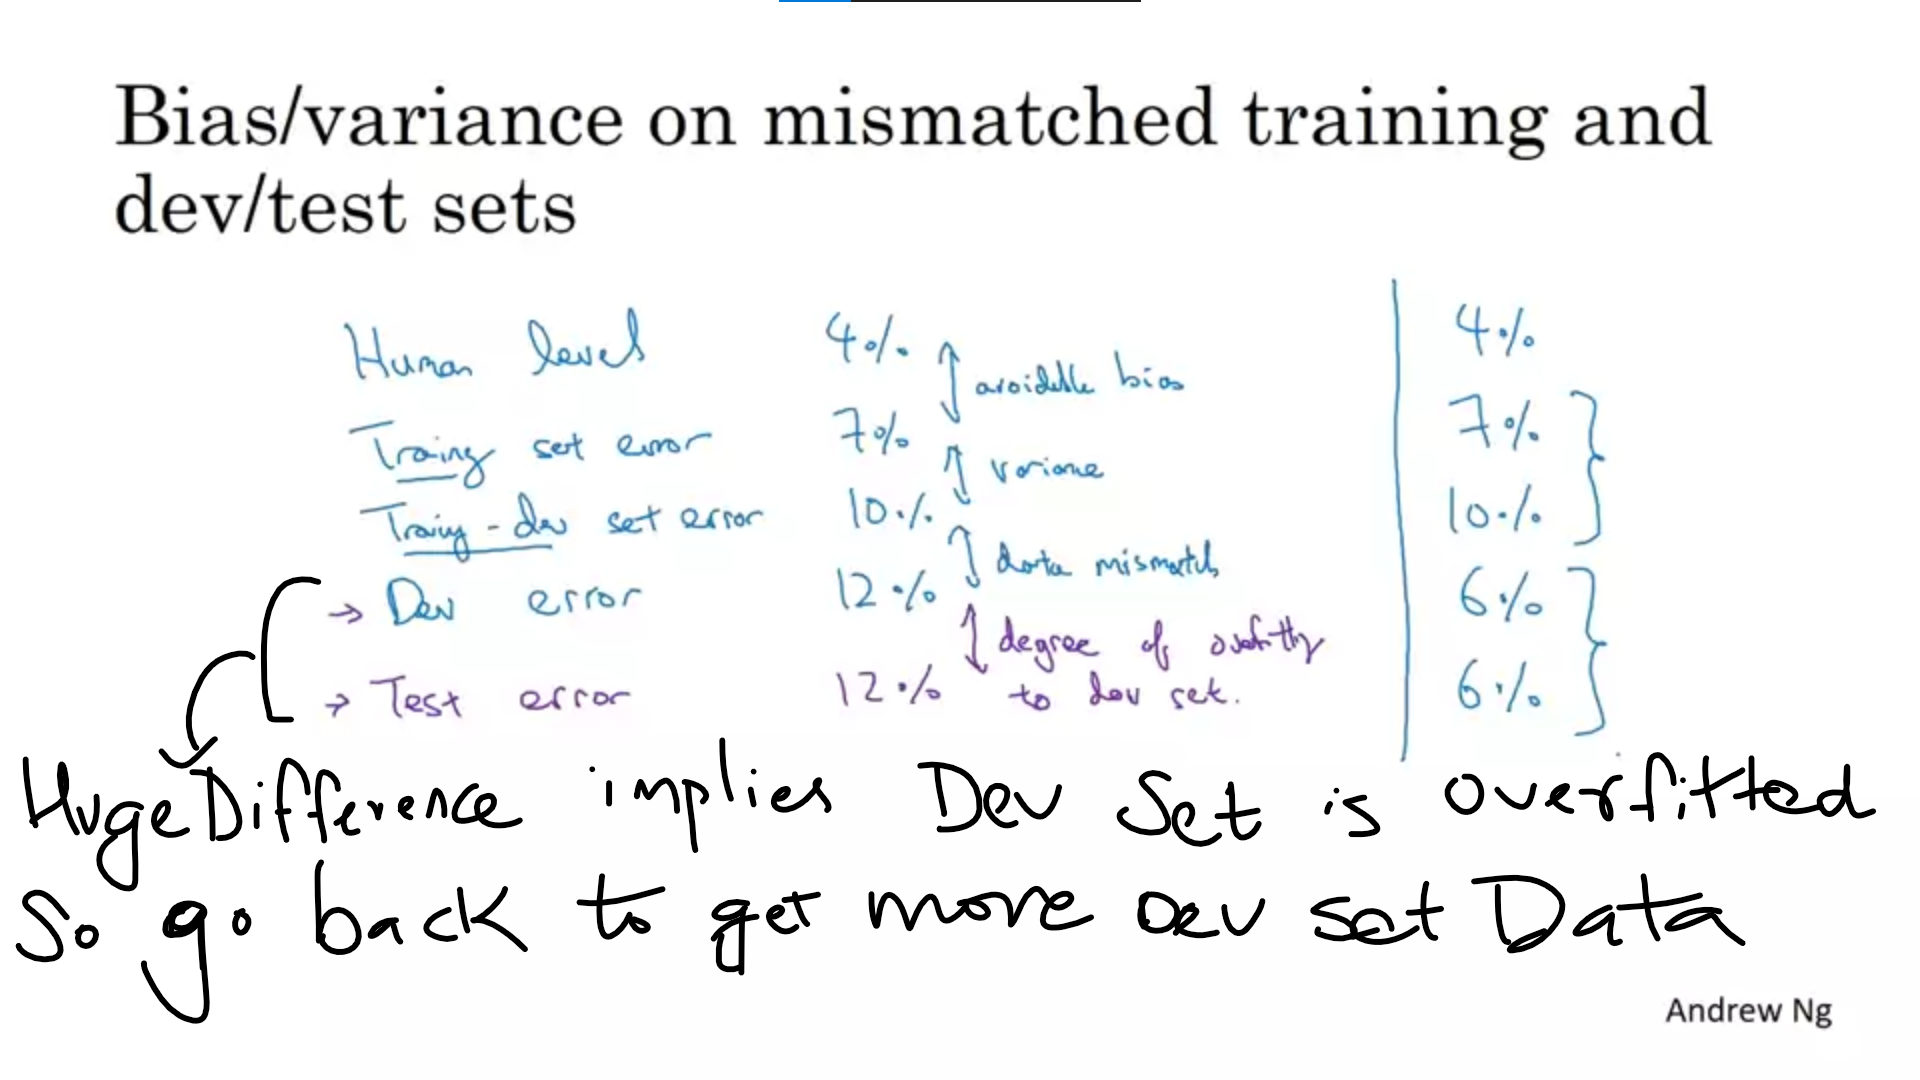 Bias/variance on mismatched training and
dev/test sets
Human level 4% avoidable bias 4%
Training set error 7% variance 7%
Training-dev set error 10% data mismatch 10%
→ Dev error 12% degree of overfitting 6%
→ Test error 12% to dev set. 6%
Huge Difference implies Dev Set is overfitted
So go back to get more Dev set Data
Andrew Ng